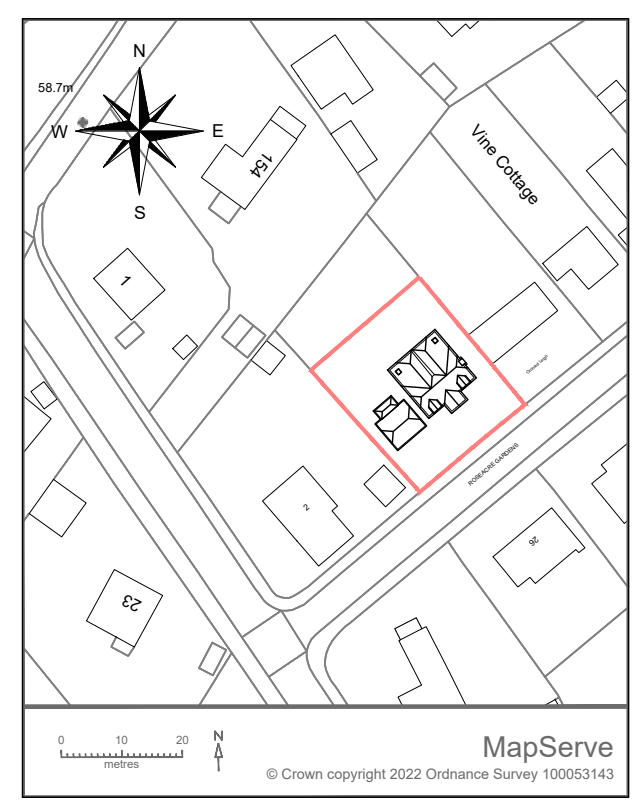 N
58.7m
W
E
S
154
Vine Cottage
1
2
ROSEACRE GARDENS
26
23
0 10 20
metres
N
MapServe
© Crown copyright 2022 Ordnance Survey 100053143